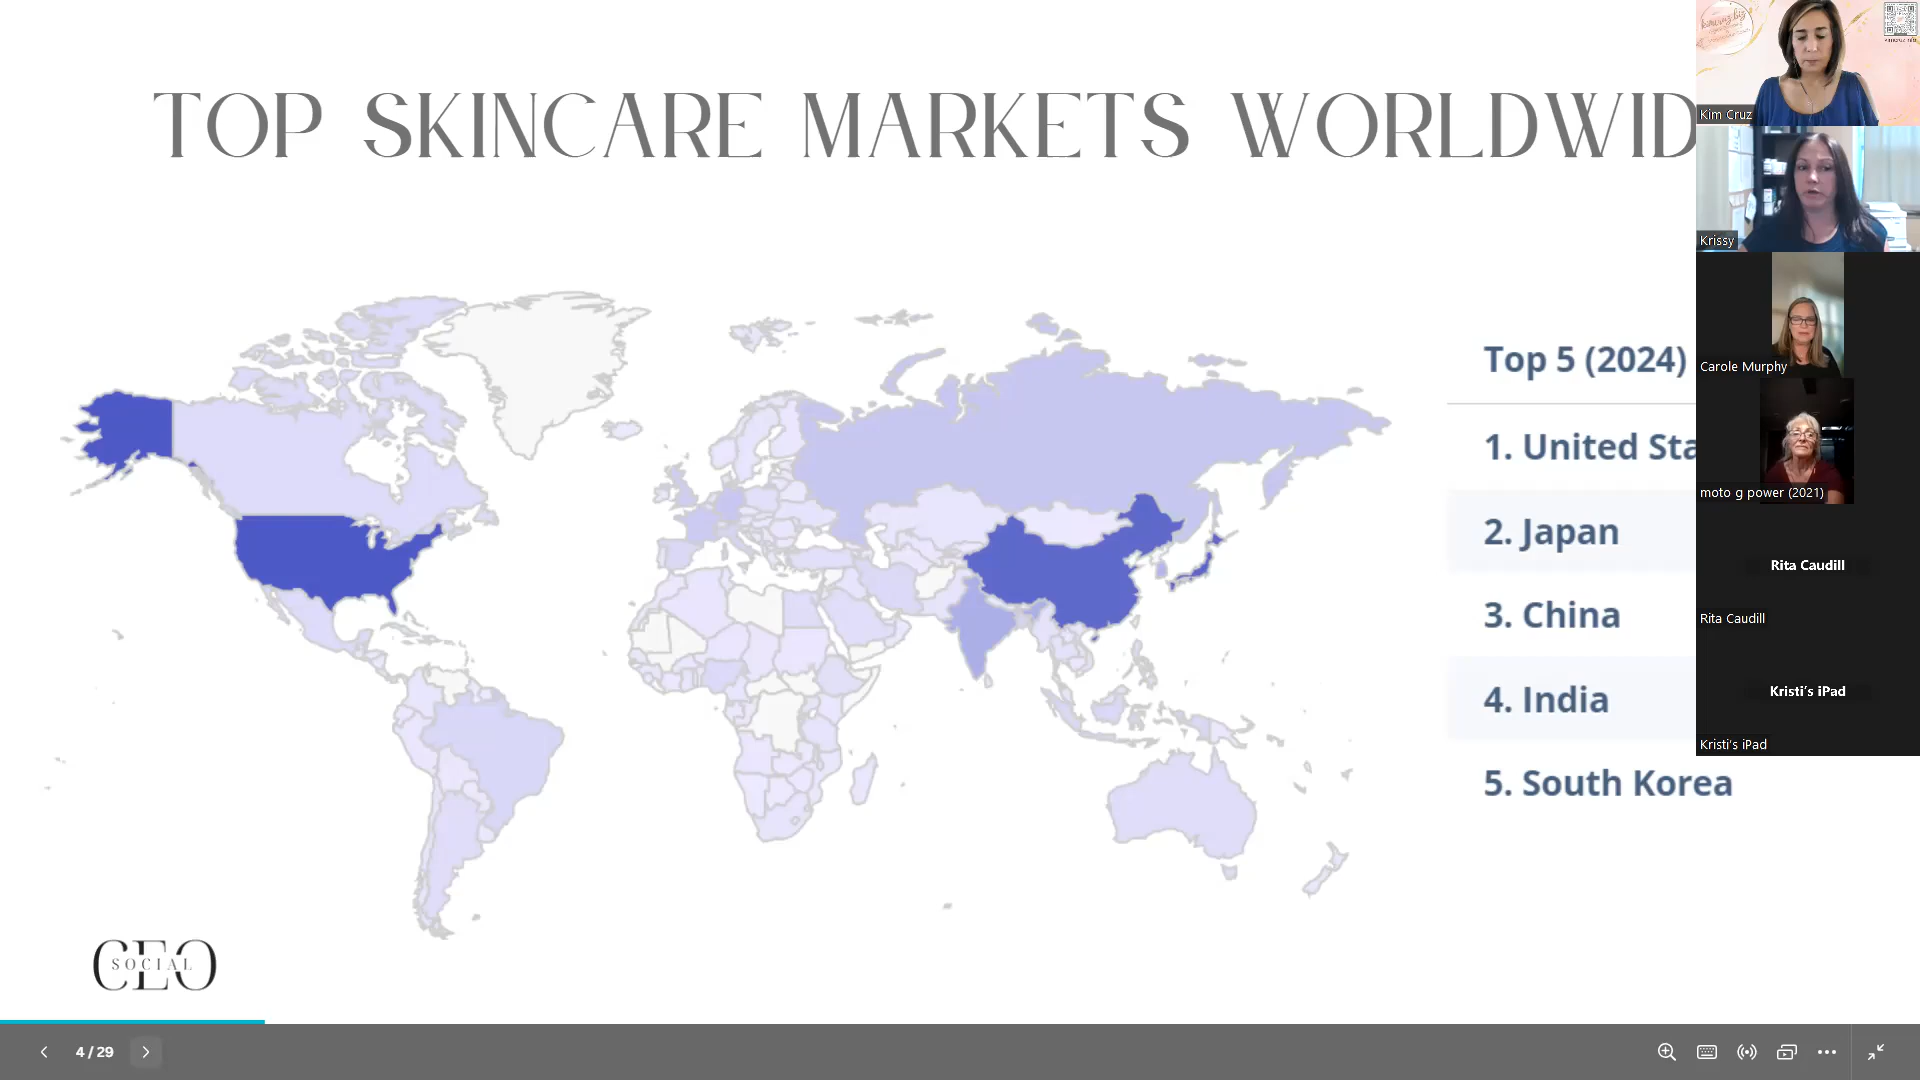 TOP SKINCARE MARKETS WORLDWID
Top 5 (2024)
1. United Sta
2. Japan
3. China
4. India
5. South Korea
CEO
SOCIAL
4 / 29
Kim Cruz
Krissy
Carole Murphy
moto g power (2021)
Rita Caudill
Rita Caudill
Kristi's iPad
Kristi's iPad